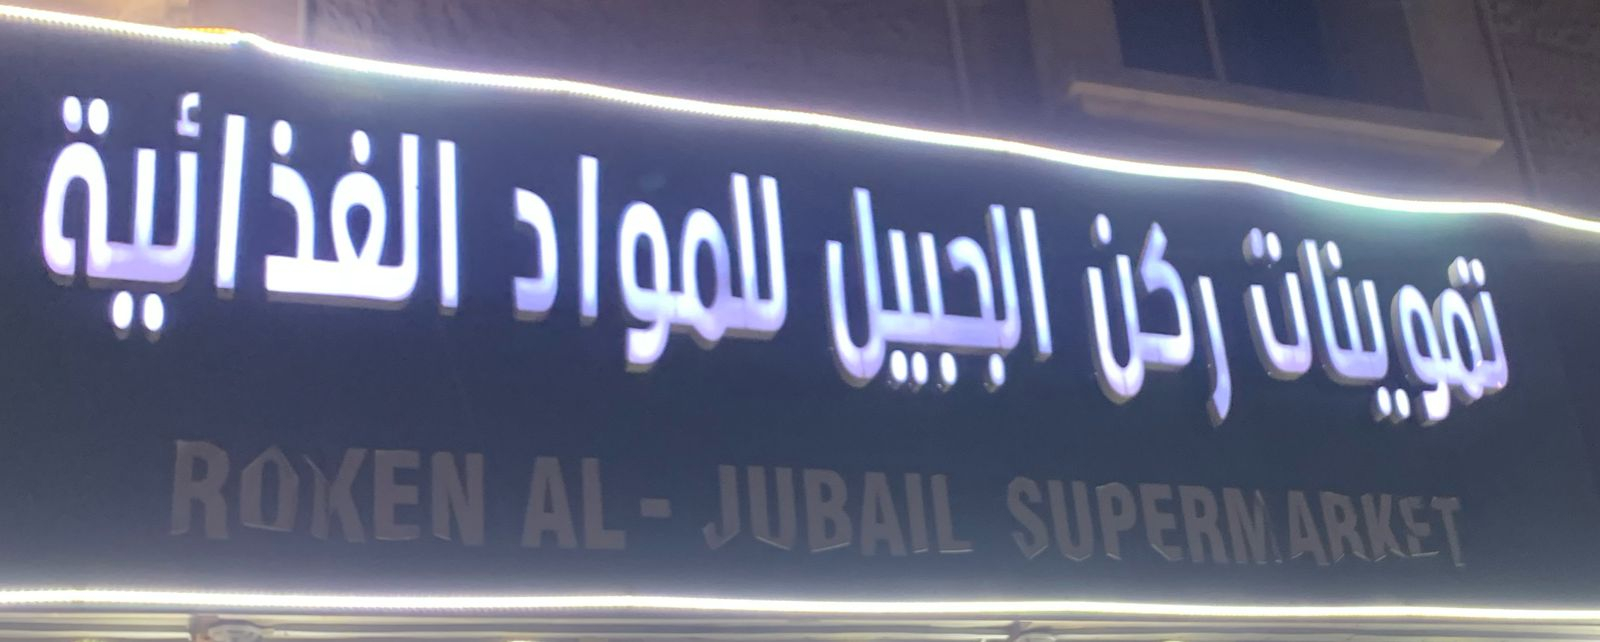 تموينات ركن الجبيل للمواد الغذائية
ROKEN AL- JUBAIL SUPERMARKET